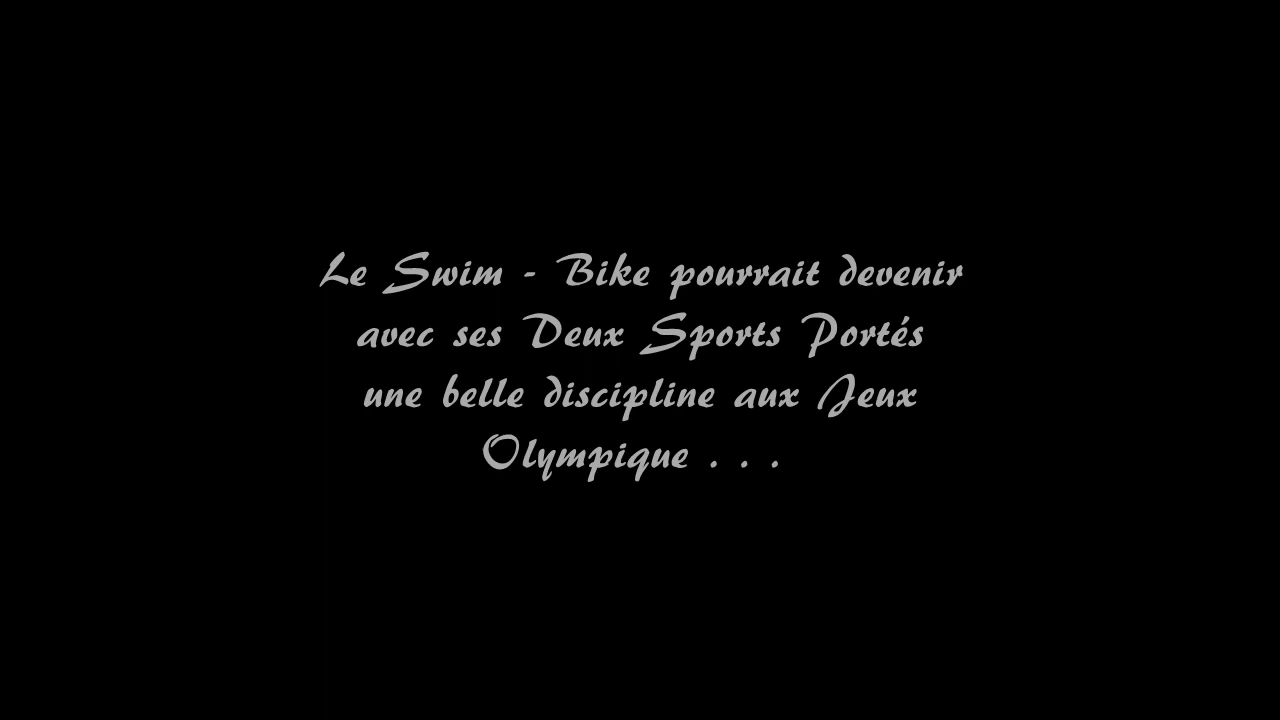 Le Swim - Bike pourrait devenir
avec ses Deux Sports Portés
une belle discipline aux Jeux
Olympique . . .